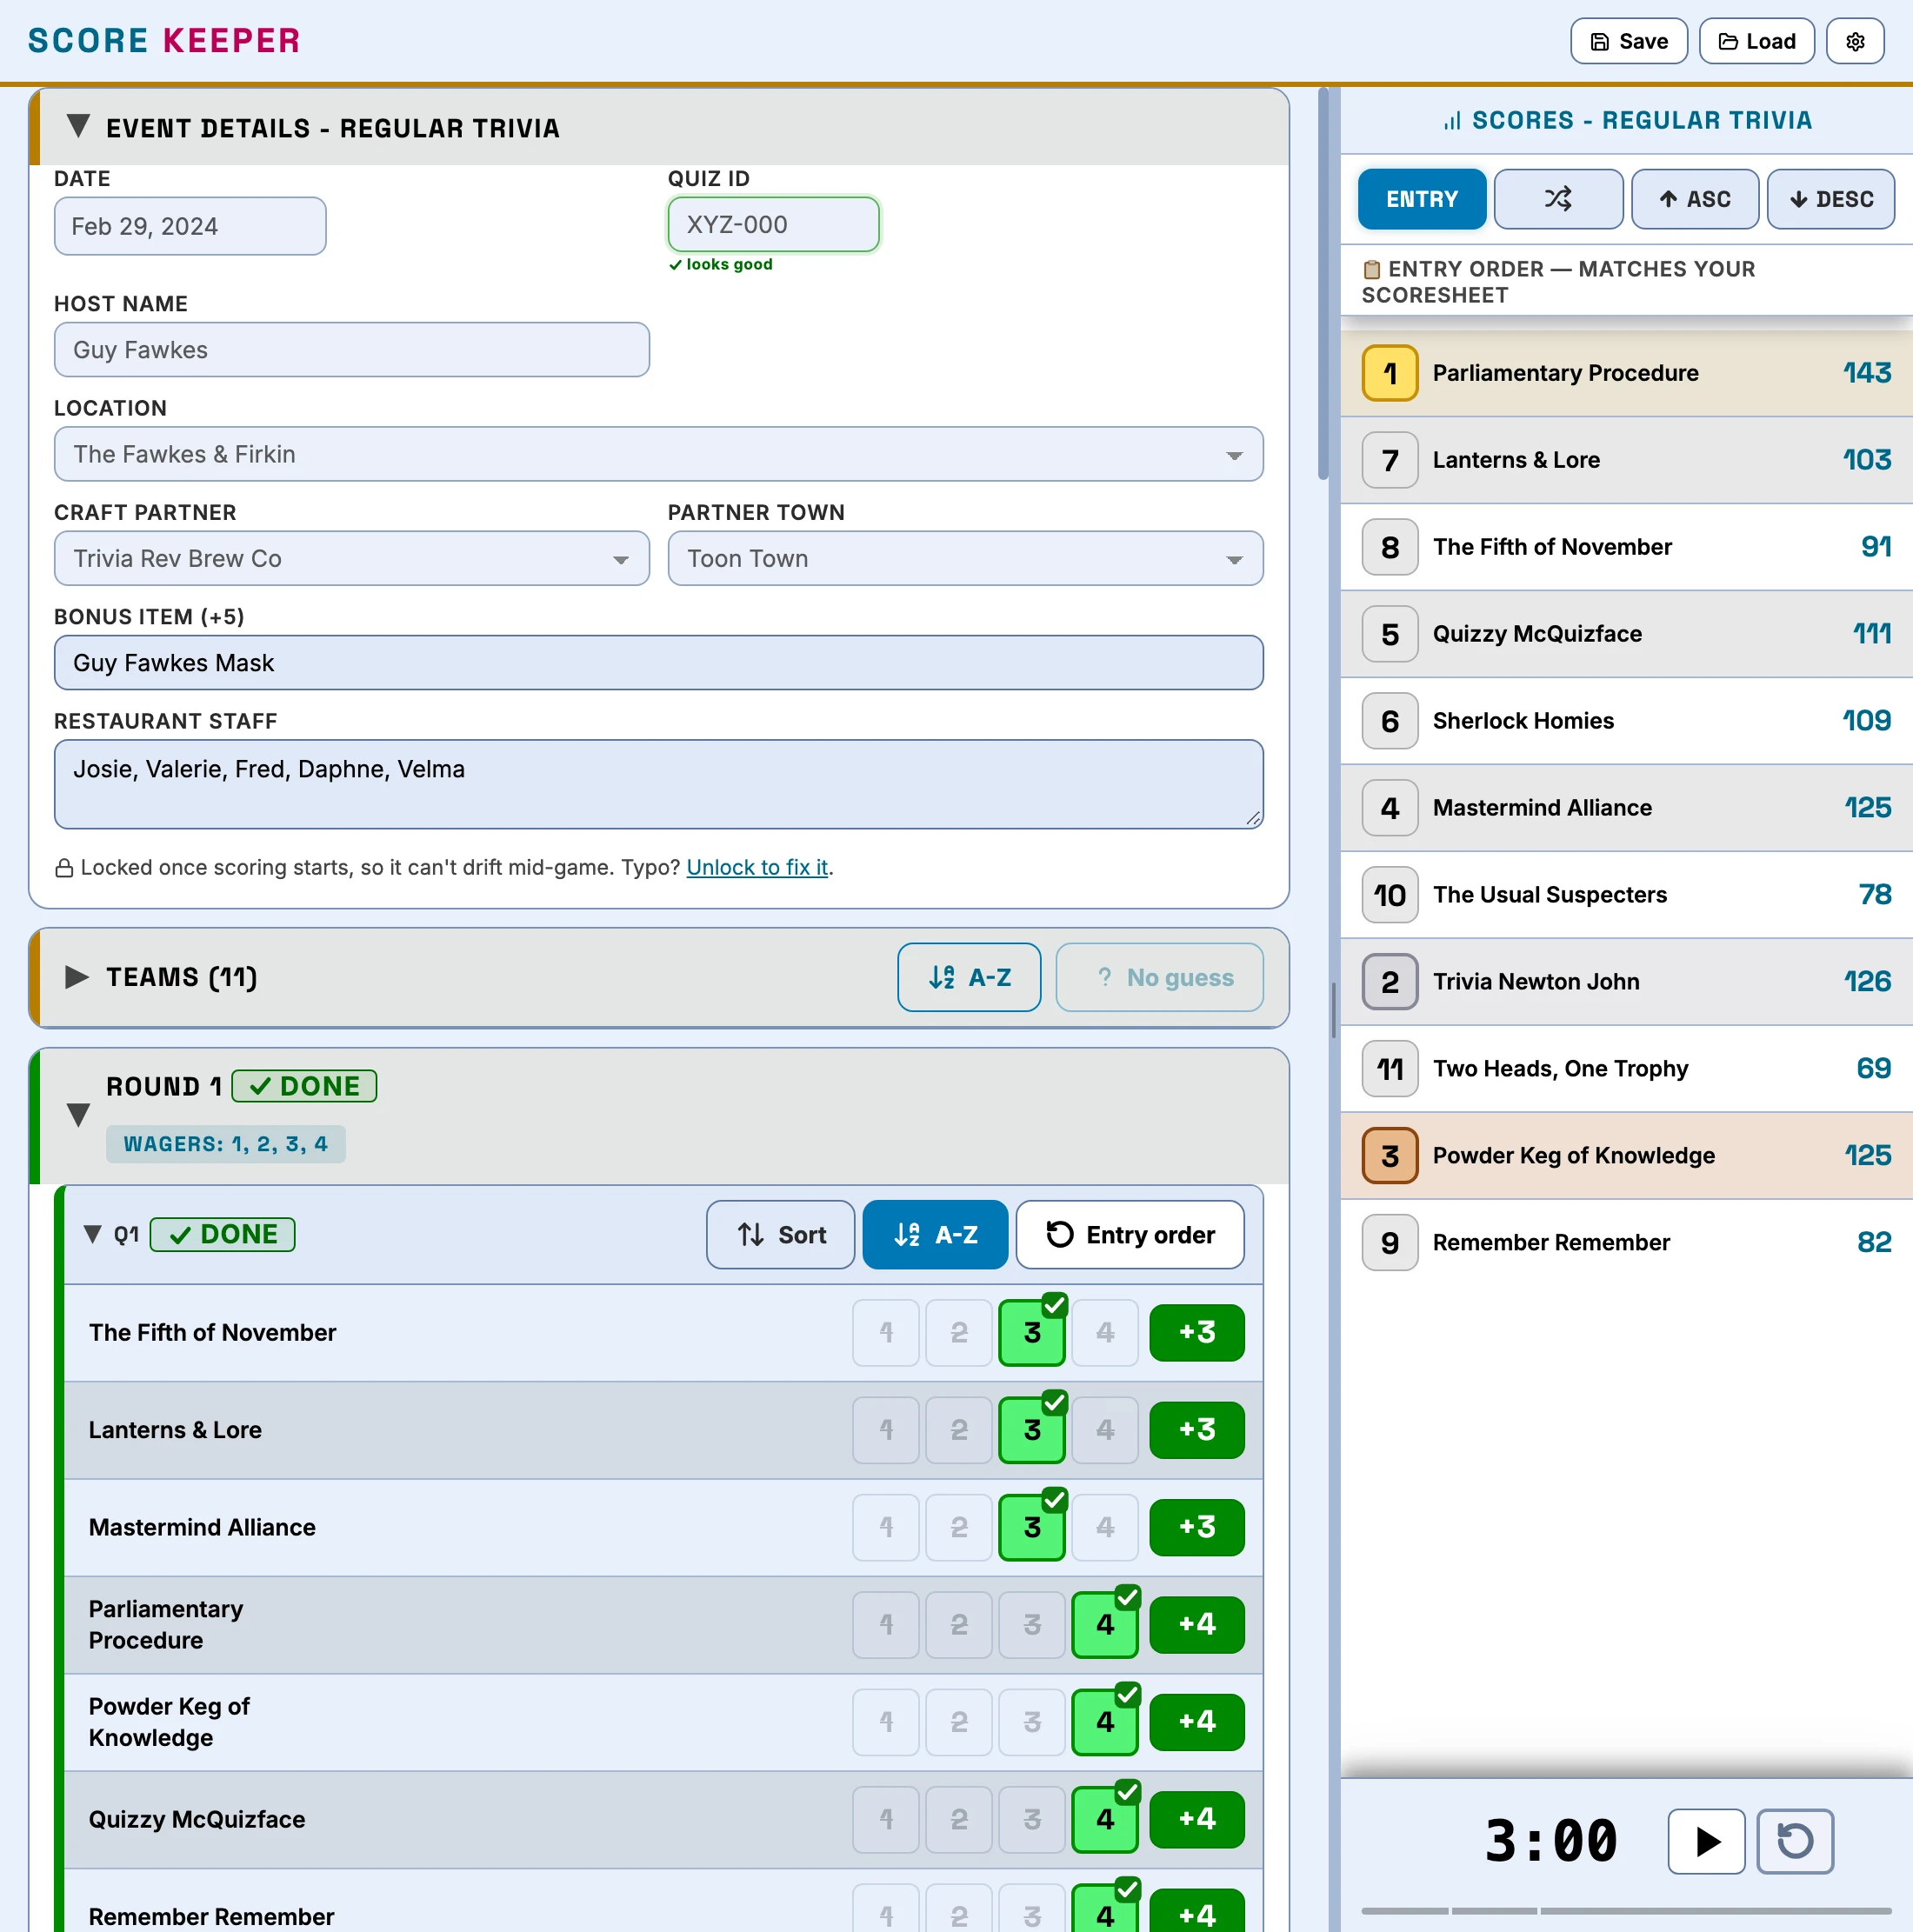 SCORE KEEPER
Save
Load
EVENT DETAILS - REGULAR TRIVIA
DATE
QUIZ ID
Feb 29, 2024
XYZ-000
looks good
HOST NAME
Guy Fawkes
LOCATION
The Fawkes & Firkin
CRAFT PARTNER
PARTNER TOWN
Trivia Rev Brew Co
Toon Town
BONUS ITEM (+5)
Guy Fawkes Mask
RESTAURANT STAFF
Josie, Valerie, Fred, Daphne, Velma
Locked once scoring starts, so it can't drift mid-game. Typo? Unlock to fix it.
TEAMS (11)
A-Z
? No guess
ROUND 1 DONE
WAGERS: 1, 2, 3, 4
Q1 DONE
Sort
A-Z
Entry order
The Fifth of November
1 2 3 4 +3
Lanterns & Lore
1 2 3 4 +3
Mastermind Alliance
1 2 3 4 +3
Parliamentary
Procedure
1 2 3 4 +4
Powder Keg of
Knowledge
1 2 3 4 +4
Quizzy McQuizface
1 2 3 4 +4
Remember Remember
1 2 3 4 +4
SCORES - REGULAR TRIVIA
ENTRY
ASC
DESC
ENTRY ORDER — MATCHES YOUR
SCORESHEET
1 Parliamentary Procedure 143
7 Lanterns & Lore 103
8 The Fifth of November 91
5 Quizzy McQuizface 111
6 Sherlock Homies 109
4 Mastermind Alliance 125
10 The Usual Suspecters 78
2 Trivia Newton John 126
11 Two Heads, One Trophy 69
3 Powder Keg of Knowledge 125
9 Remember Remember 82
3:00